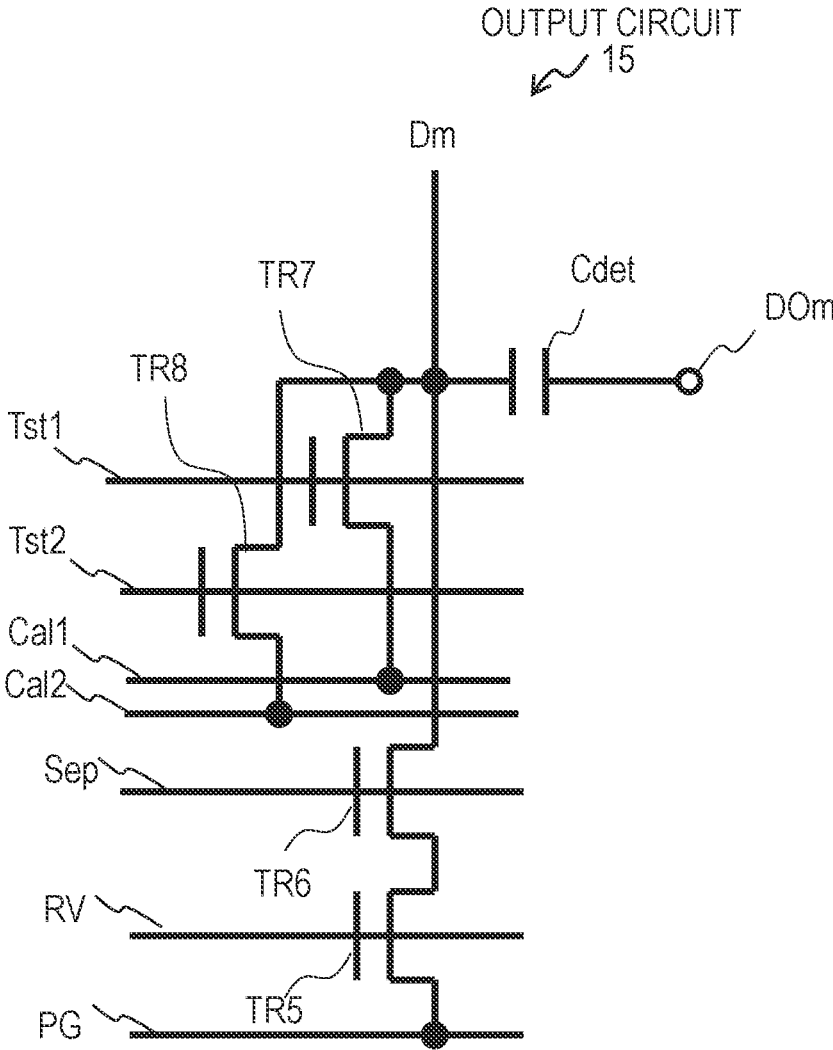 OUTPUT CIRCUIT
15
Dm
Cdet
TR7
DOm
TR8
Tst1
Tst2
Cal1
Cal2
Sep
TR6
RV
TR5
PG